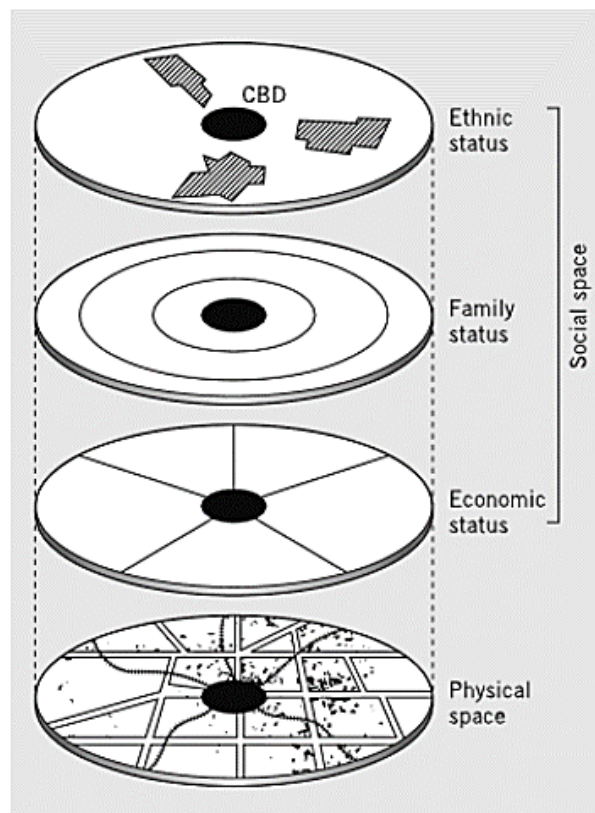 CBD
Ethnic
status
Family
status
Social space
Economic
status
Physical
space